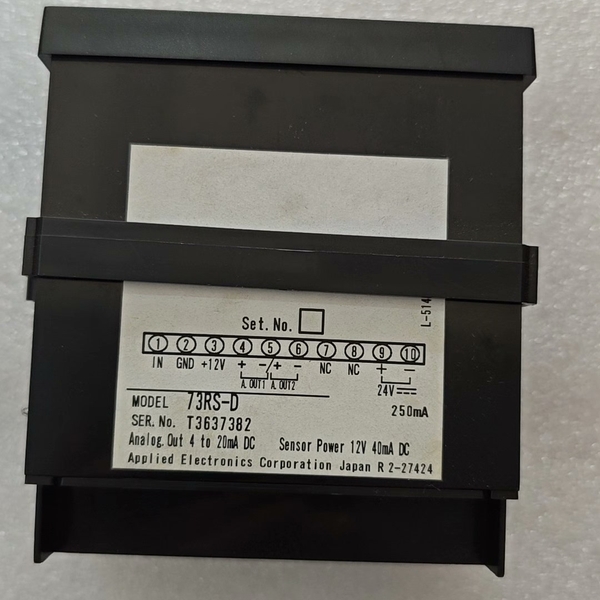 Set. No.
1 2 3 4 5 6 7 8 9 10
IN GND +12V + − + − NC NC + −
A.OUT1 A.OUT2 24V
250mA
MODEL 73RS-D
SER. No. T3637382
Analog. Out 4 to 20mA DC Sensor Power 12V 40mA DC
Applied Electronics Corporation Japan R 2-27424
L-514